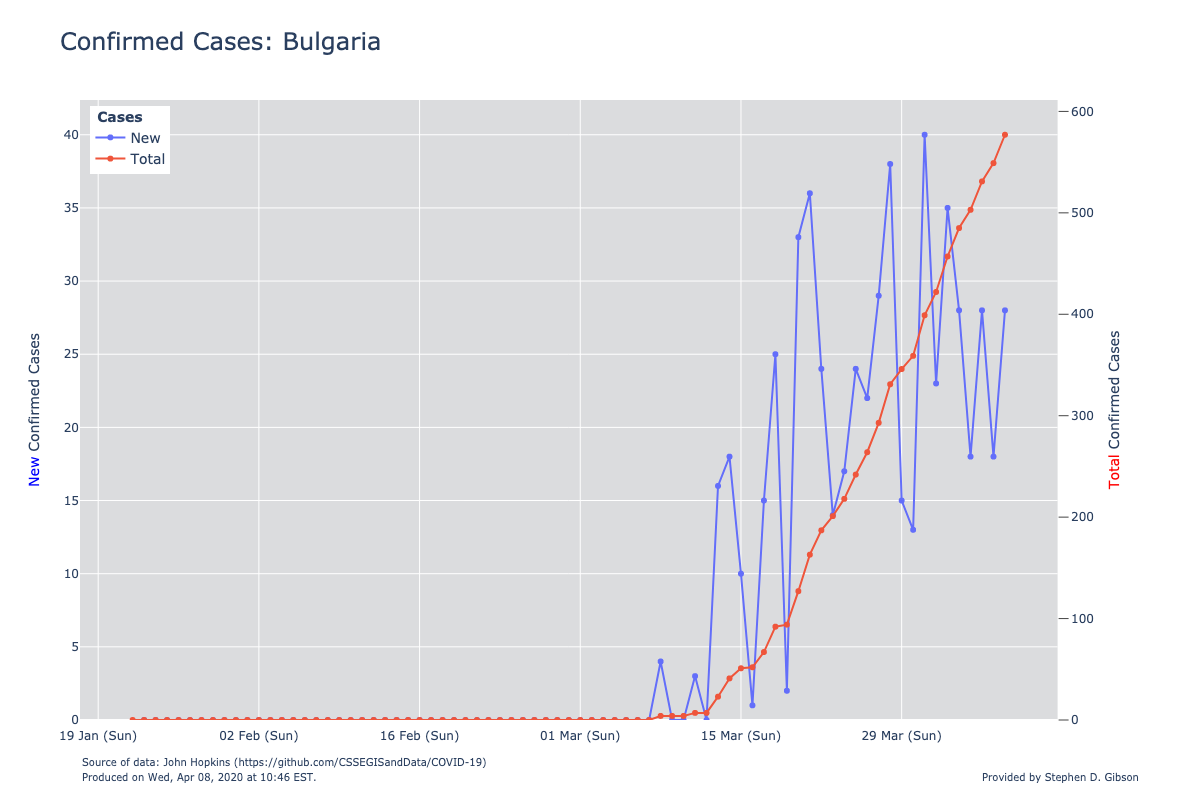 Confirmed Cases: Bulgaria
Cases
New
Total
40
35
30
25
20
15
10
5
0
600
500
400
300
200
100
0
New Confirmed Cases
Total Confirmed Cases
19 Jan (Sun)
02 Feb (Sun)
16 Feb (Sun)
01 Mar (Sun)
15 Mar (Sun)
29 Mar (Sun)
Source of data: John Hopkins (https://github.com/CSSEGISandData/COVID-19)
Produced on Wed, Apr 08, 2020 at 10:46 EST.
Provided by Stephen D. Gibson